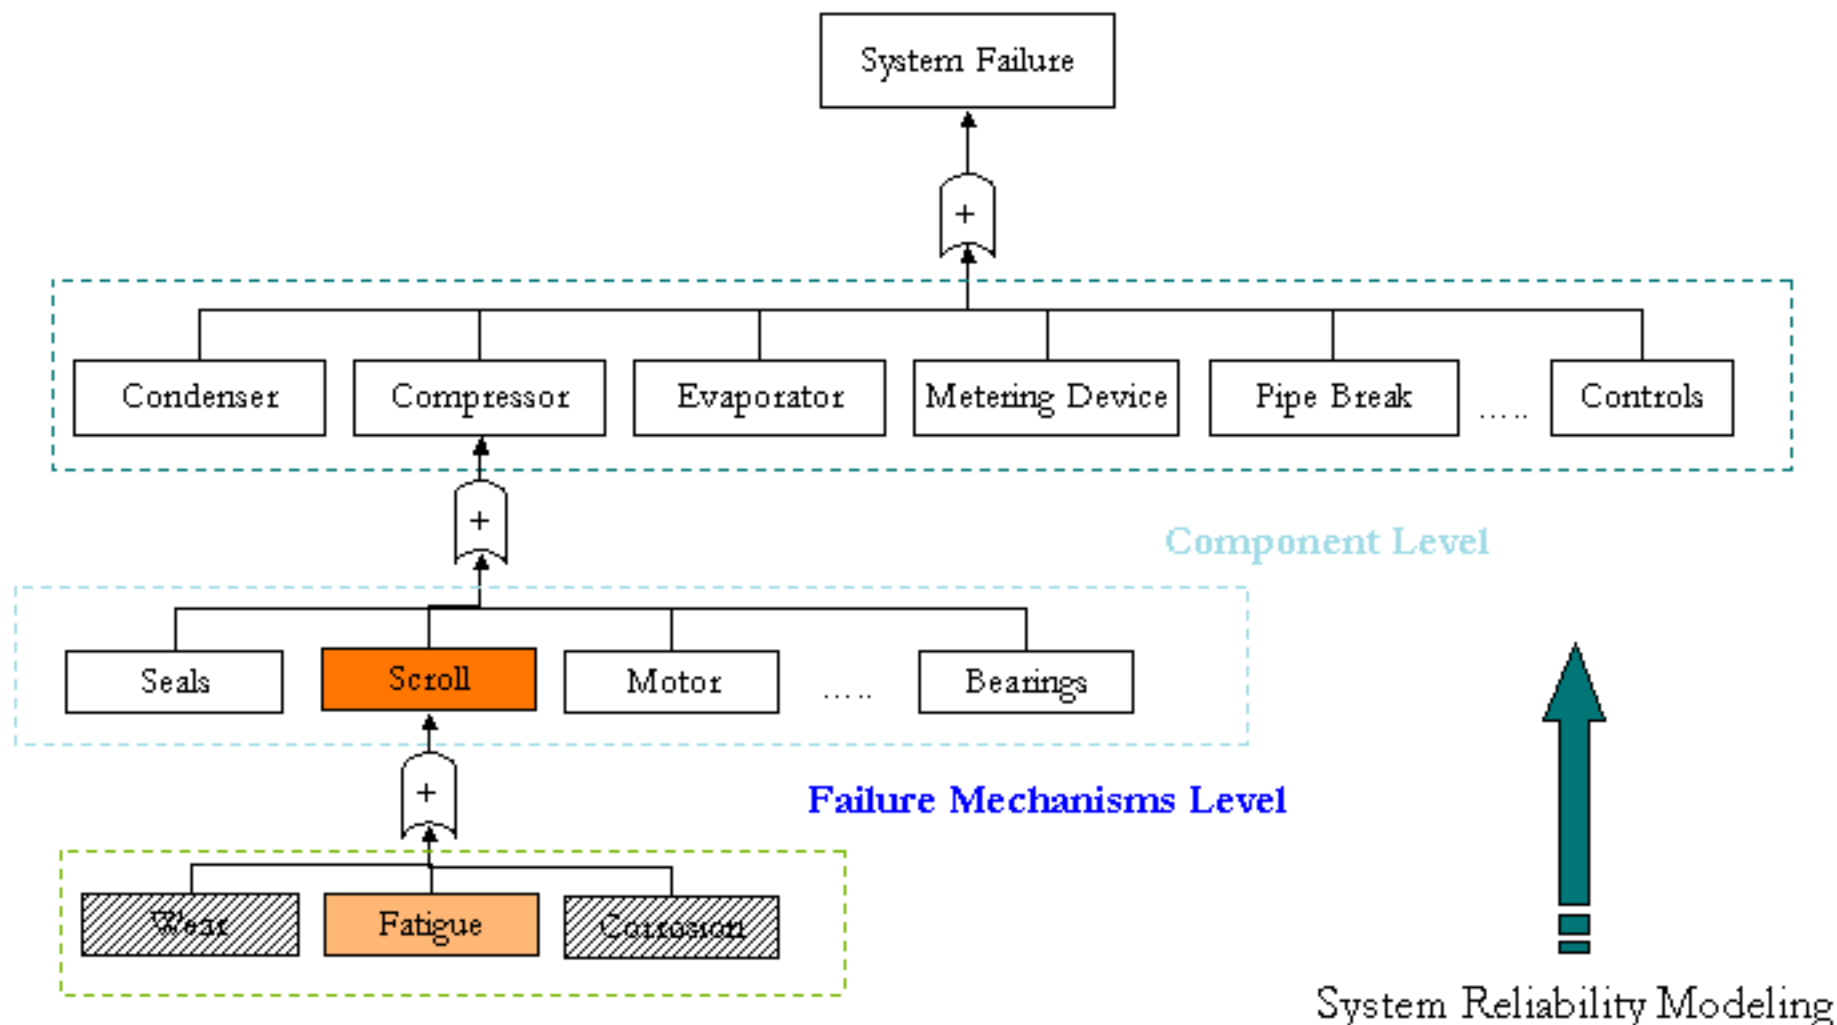 System Failure
+
Condenser
Compressor
Evaporator
Metering Device
Pipe Break
.....
Controls
+
Component Level
Seals
Scroll
Motor
.....
Bearings
+
Failure Mechanisms Level
Wear
Fatigue
Corrosion
System Reliability Modeling